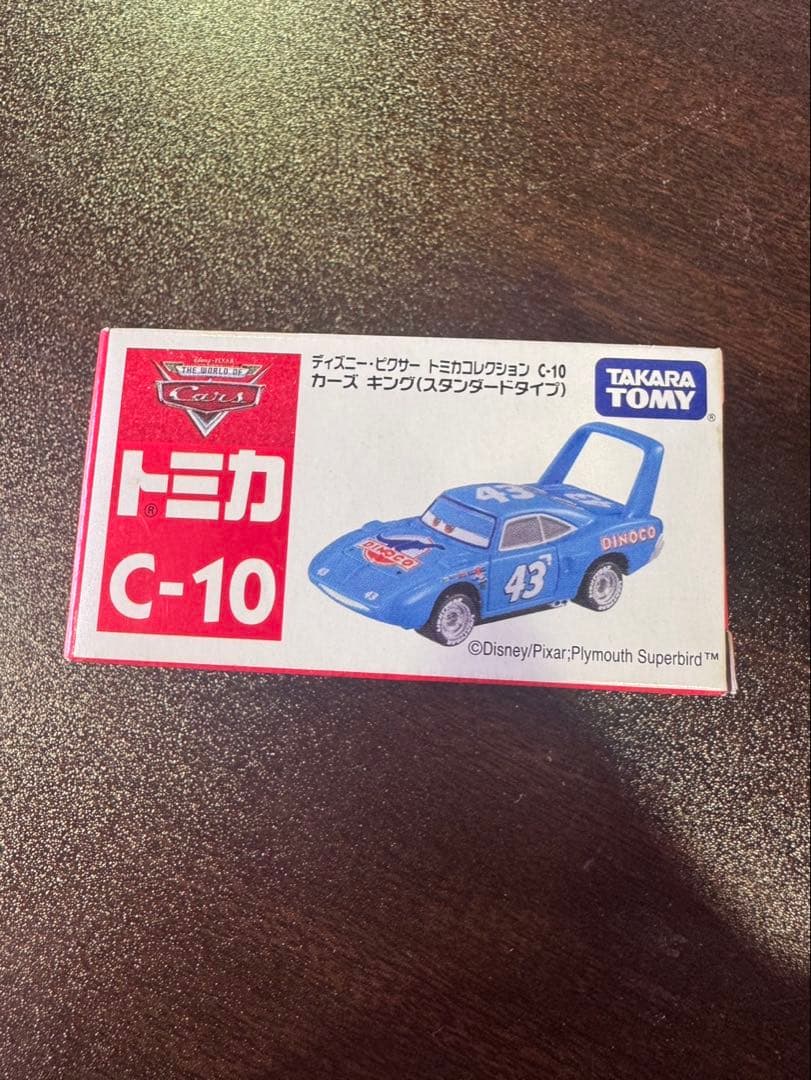 Disney·PIXAR
THE WORLD OF
Cars
トミカ®
C-10
ディズニー・ピクサー トミカコレクション C-10
カーズ キング(スタンダードタイプ)
TAKARA
TOMY®
43
DINOCO
DINOCO
43
43
©Disney/Pixar;Plymouth Superbird™